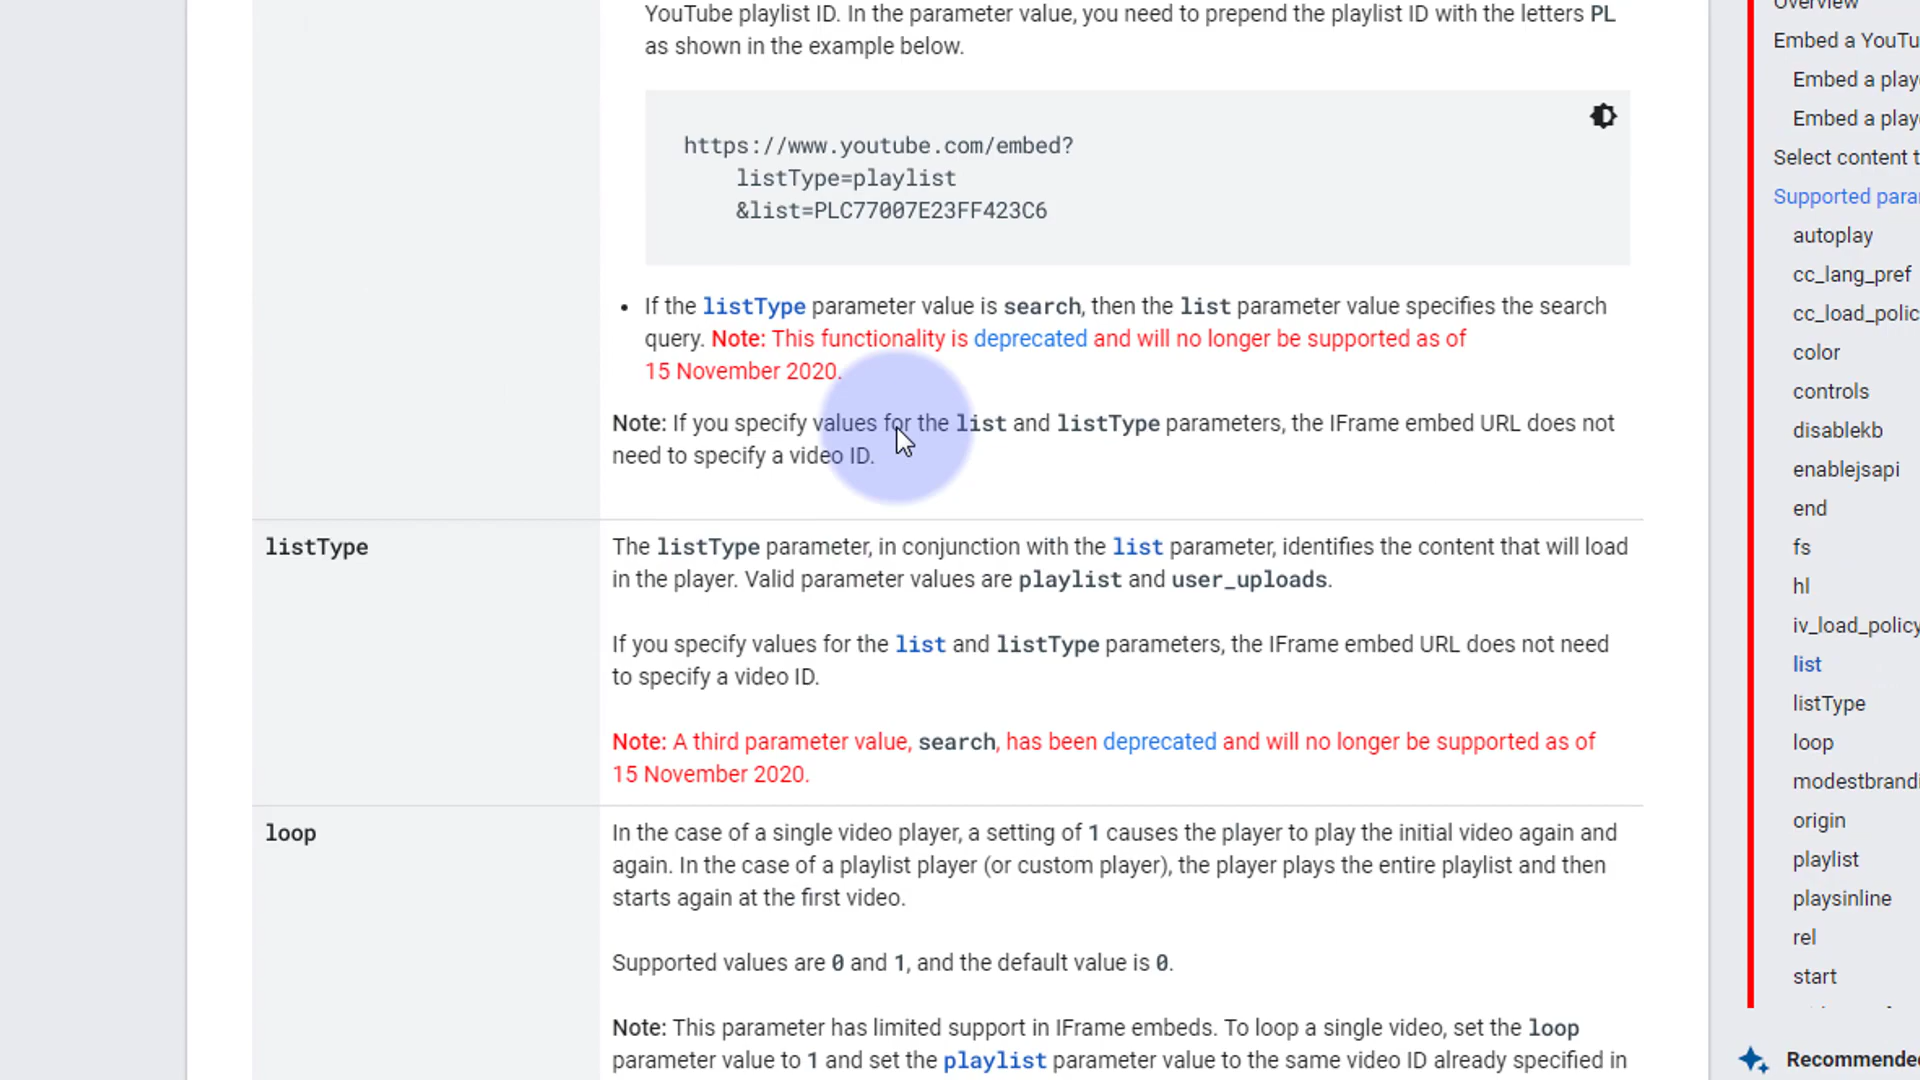 YouTube playlist ID. In the parameter value, you need to prepend the playlist ID with the letters PL
as shown in the example below.
https://www.youtube.com/embed?
listType=playlist
&list=PLC77007E23FF423C6
• If the listType parameter value is search, then the list parameter value specifies the search
query. Note: This functionality is deprecated and will no longer be supported as of
15 November 2020.
Note: If you specify values for the list and listType parameters, the IFrame embed URL does not
need to specify a video ID.
listType
The listType parameter, in conjunction with the list parameter, identifies the content that will load
in the player. Valid parameter values are playlist and user_uploads.
If you specify values for the list and listType parameters, the IFrame embed URL does not need
to specify a video ID.
Note: A third parameter value, search, has been deprecated and will no longer be supported as of
15 November 2020.
loop
In the case of a single video player, a setting of 1 causes the player to play the initial video again and
again. In the case of a playlist player (or custom player), the player plays the entire playlist and then
starts again at the first video.
Supported values are 0 and 1, and the default value is 0.
Note: This parameter has limited support in IFrame embeds. To loop a single video, set the loop
parameter value to 1 and set the playlist parameter value to the same video ID already specified in
Overview
Embed a YouTu
Embed a playe
Embed a playe
Select content t
Supported para
autoplay
cc_lang_pref
cc_load_polic
color
controls
disablekb
enablejsapi
end
fs
hl
iv_load_policy
list
listType
loop
modestbrandi
origin
playlist
playsinline
rel
start
Recommended